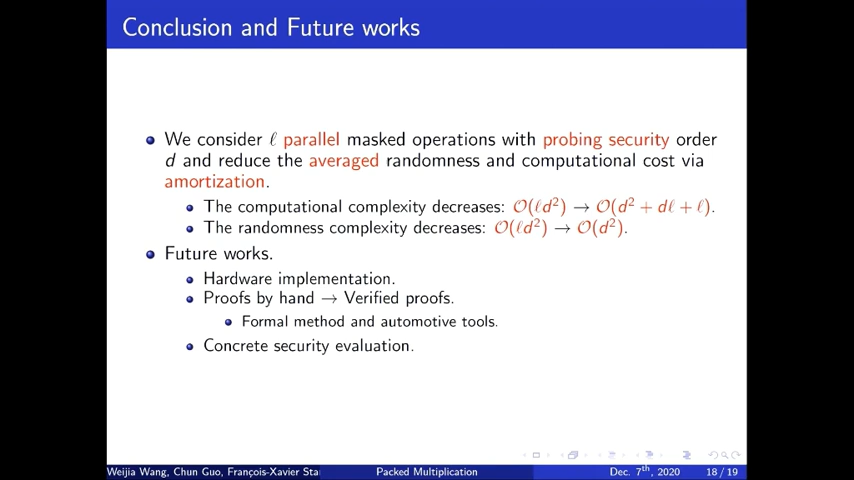 Conclusion and Future works
We consider ℓ parallel masked operations with probing security order
d and reduce the averaged randomness and computational cost via
amortization.
The computational complexity decreases: O(ℓd²) → O(d² + dℓ + ℓ).
The randomness complexity decreases: O(ℓd²) → O(d²).
Future works.
Hardware implementation.
Proofs by hand → Verified proofs.
Formal method and automotive tools.
Concrete security evaluation.
Weijia Wang, Chun Guo, François-Xavier Sta Packed Multiplication Dec. 7th, 2020 18 / 19